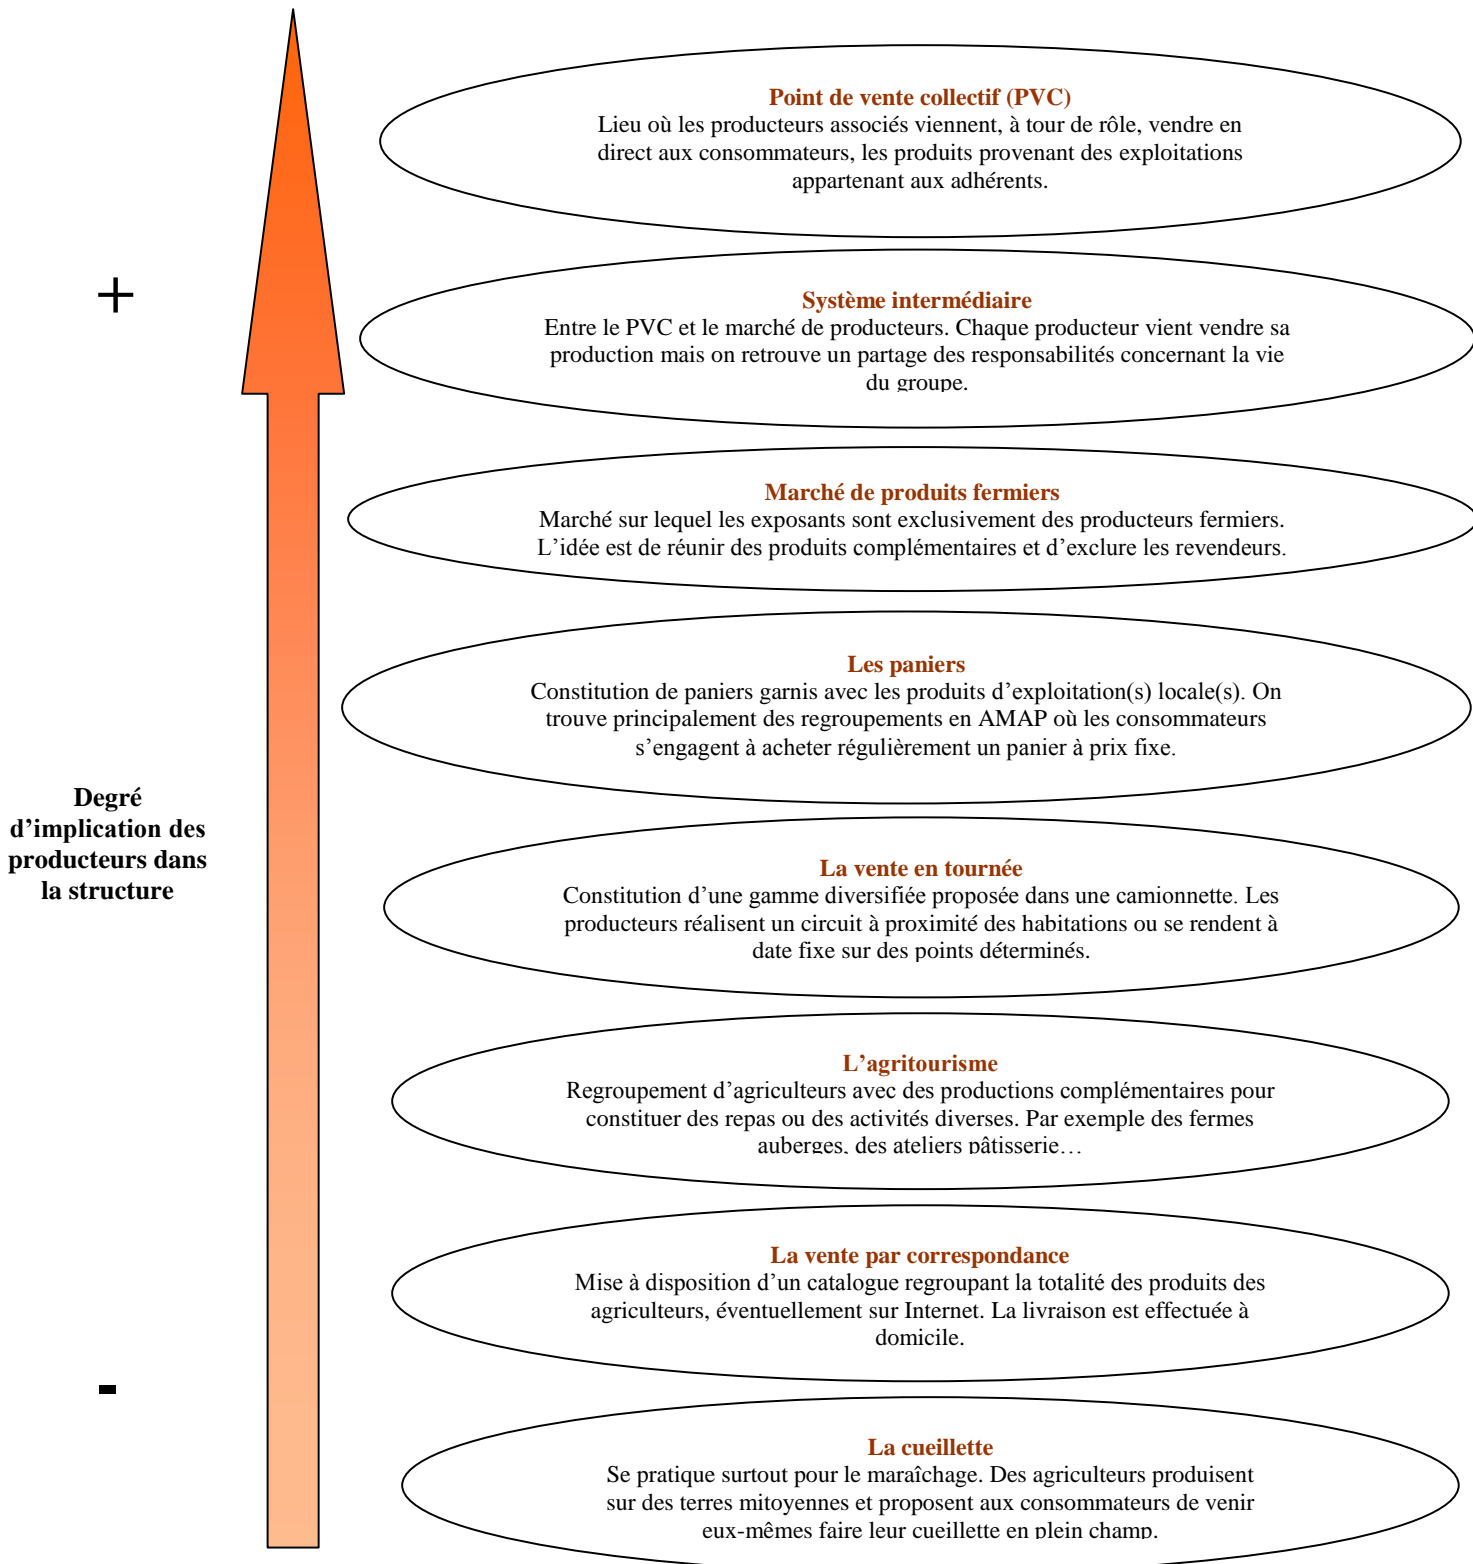 Point de vente collectif (PVC)
Lieu où les producteurs associés viennent, à tour de rôle, vendre en
direct aux consommateurs, les produits provenant des exploitations
appartenant aux adhérents.
+
Système intermédiaire
Entre le PVC et le marché de producteurs. Chaque producteur vient vendre sa
production mais on retrouve un partage des responsabilités concernant la vie
du groupe.
Marché de produits fermiers
Marché sur lequel les exposants sont exclusivement des producteurs fermiers.
L’idée est de réunir des produits complémentaires et d’exclure les revendeurs.
Les paniers
Constitution de paniers garnis avec les produits d’exploitation(s) locale(s). On
trouve principalement des regroupements en AMAP où les consommateurs
s’engagent à acheter régulièrement un panier à prix fixe.
Degré
d’implication des
producteurs dans
la structure
La vente en tournée
Constitution d’une gamme diversifiée proposée dans une camionnette. Les
producteurs réalisent un circuit à proximité des habitations ou se rendent à
date fixe sur des points déterminés.
L’agritourisme
Regroupement d’agriculteurs avec des productions complémentaires pour
constituer des repas ou des activités diverses. Par exemple des fermes
auberges, des ateliers pâtisserie…
La vente par correspondance
Mise à disposition d’un catalogue regroupant la totalité des produits des
agriculteurs, éventuellement sur Internet. La livraison est effectuée à
domicile.
-
La cueillette
Se pratique surtout pour le maraîchage. Des agriculteurs produisent
sur des terres mitoyennes et proposent aux consommateurs de venir
eux-mêmes faire leur cueillette en plein champ.